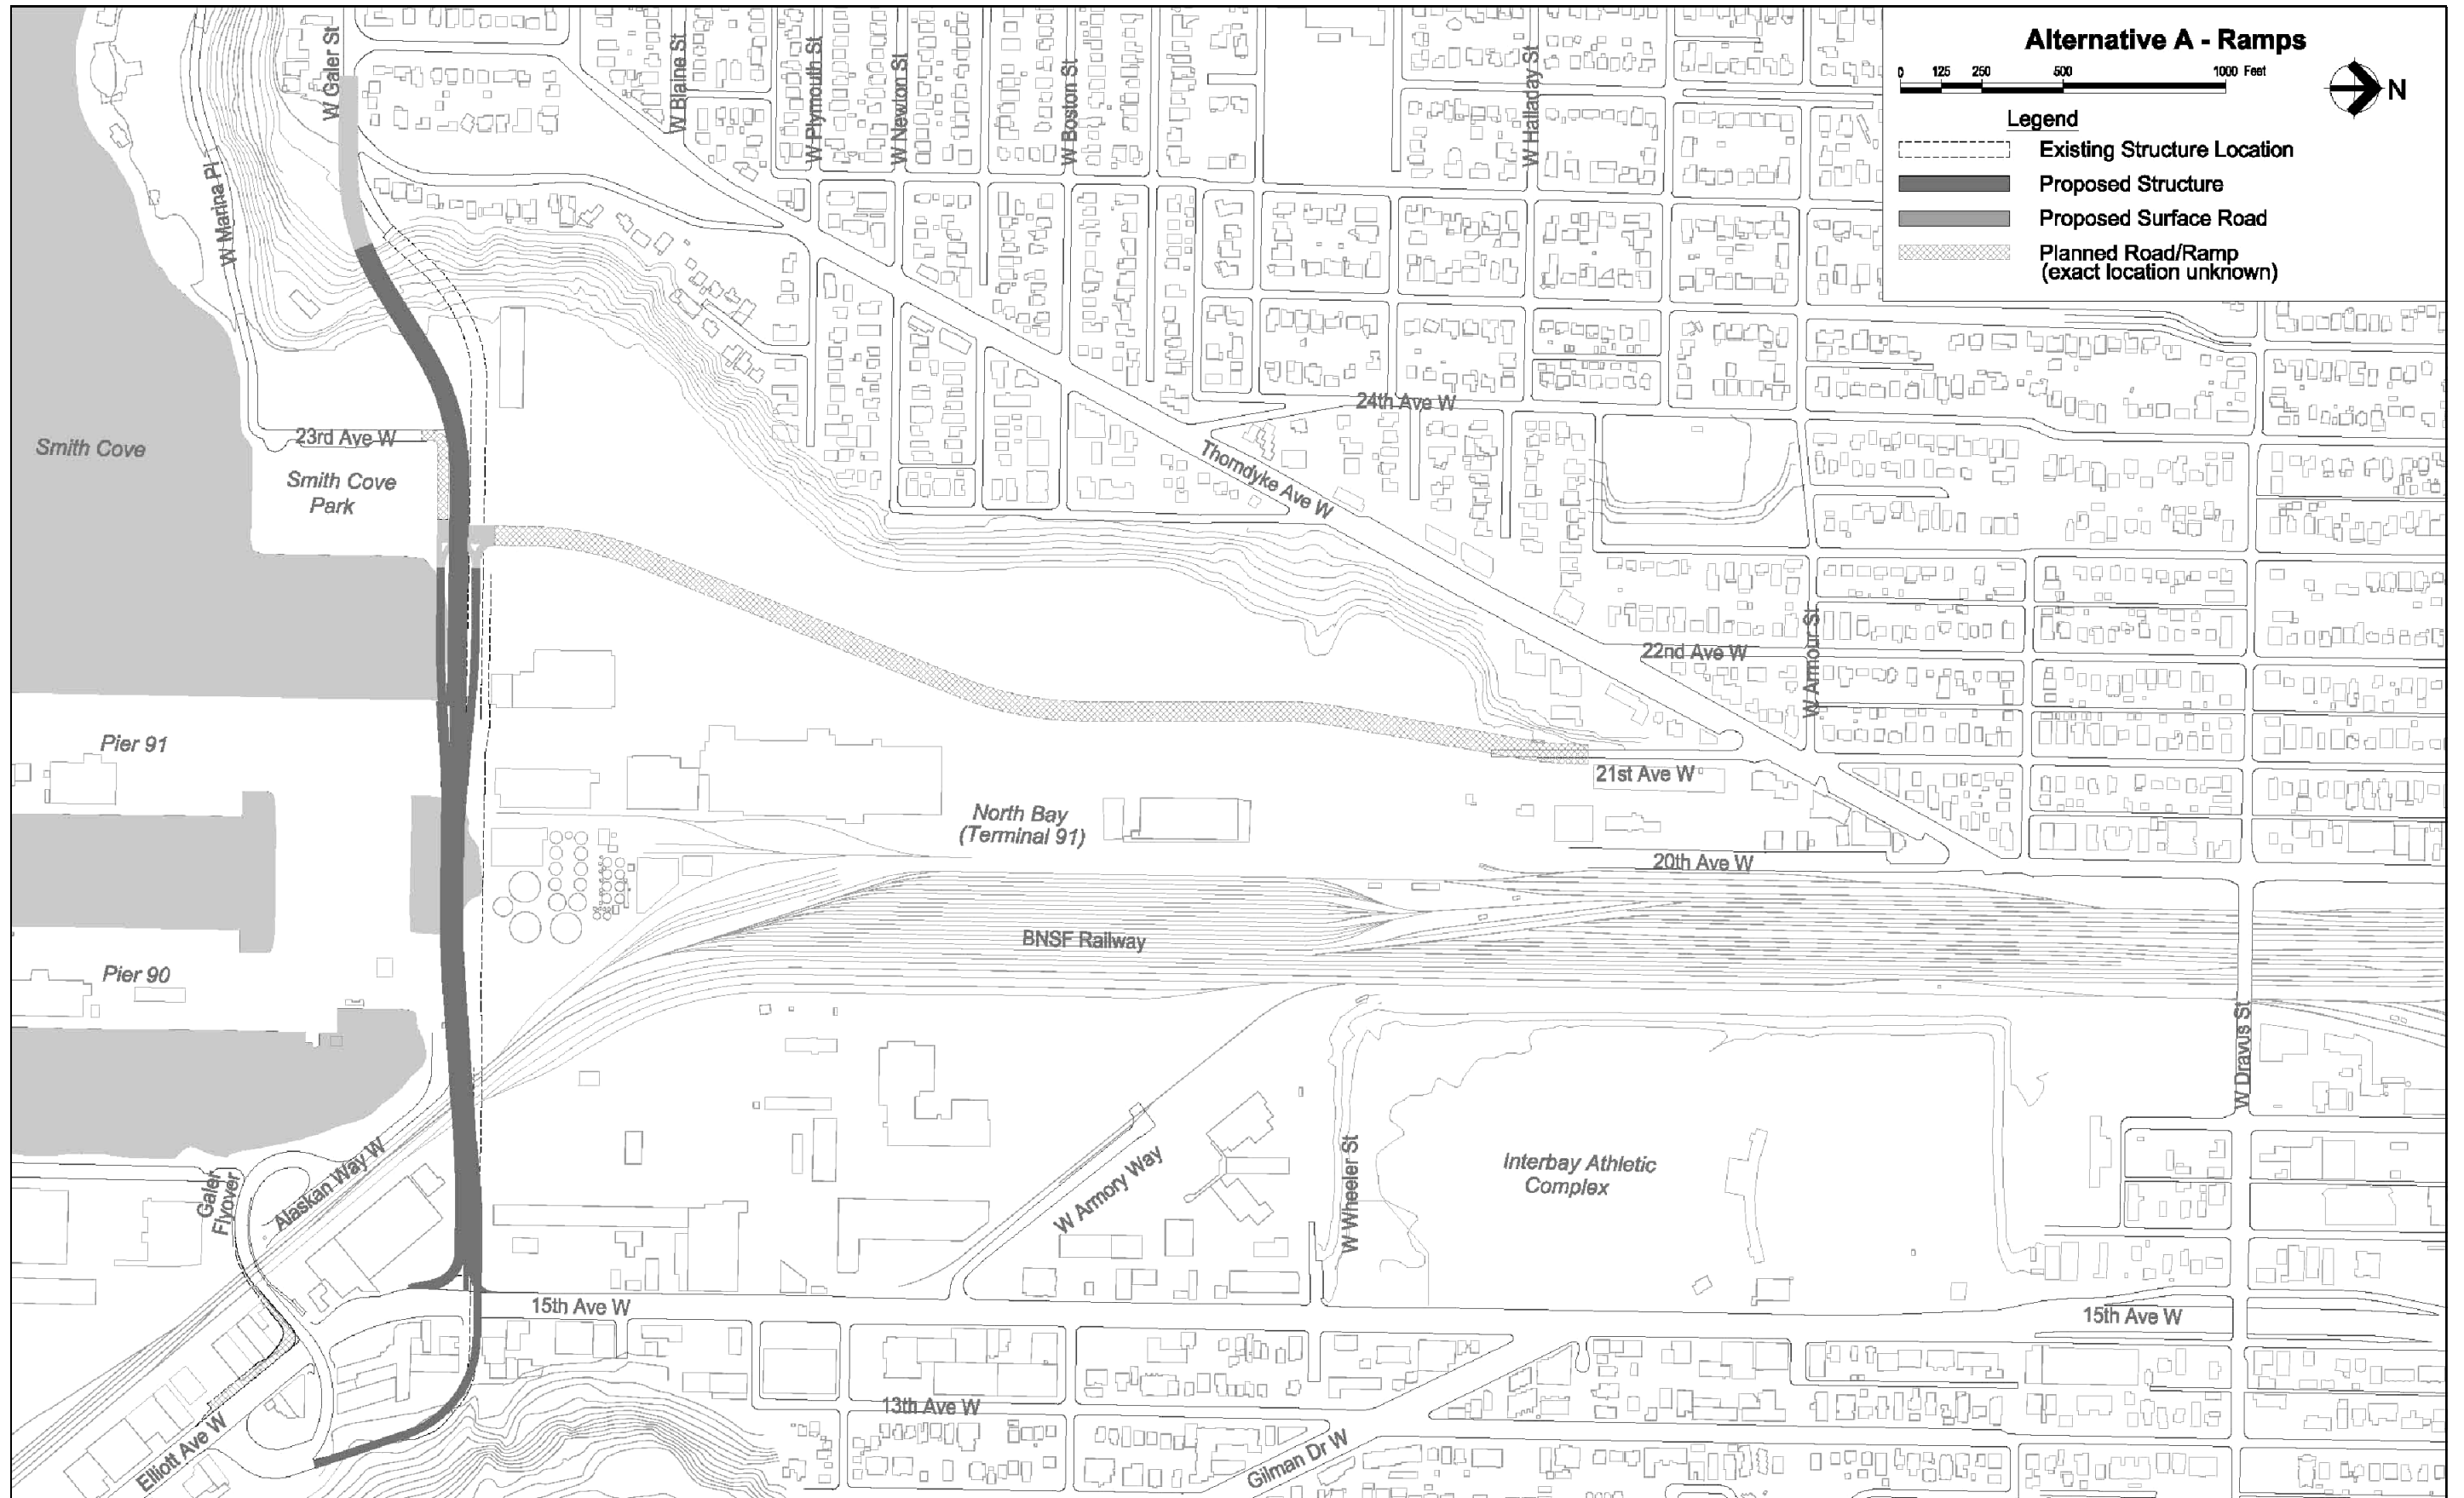 Alternative A - Ramps
0 125 250 500 1000 Feet
N
Legend
Existing Structure Location
Proposed Structure
Proposed Surface Road
Planned Road/Ramp
(exact location unknown)
W Galer St
W Blaine St
W Plymouth St
W Newton St
W Boston St
W Halladay St
W Marina Pl
24th Ave W
23rd Ave W
Smith Cove
Smith Cove
Park
Thorndyke Ave W
22nd Ave W
W Armour St
Pier 91
21st Ave W
North Bay
(Terminal 91)
20th Ave W
BNSF Railway
Pier 90
W Dravus St
Galer
Flyover
Alaskan Way W
W Armory Way
W Wheeler St
Interbay Athletic
Complex
15th Ave W
15th Ave W
13th Ave W
Elliott Ave W
Gilman Dr W